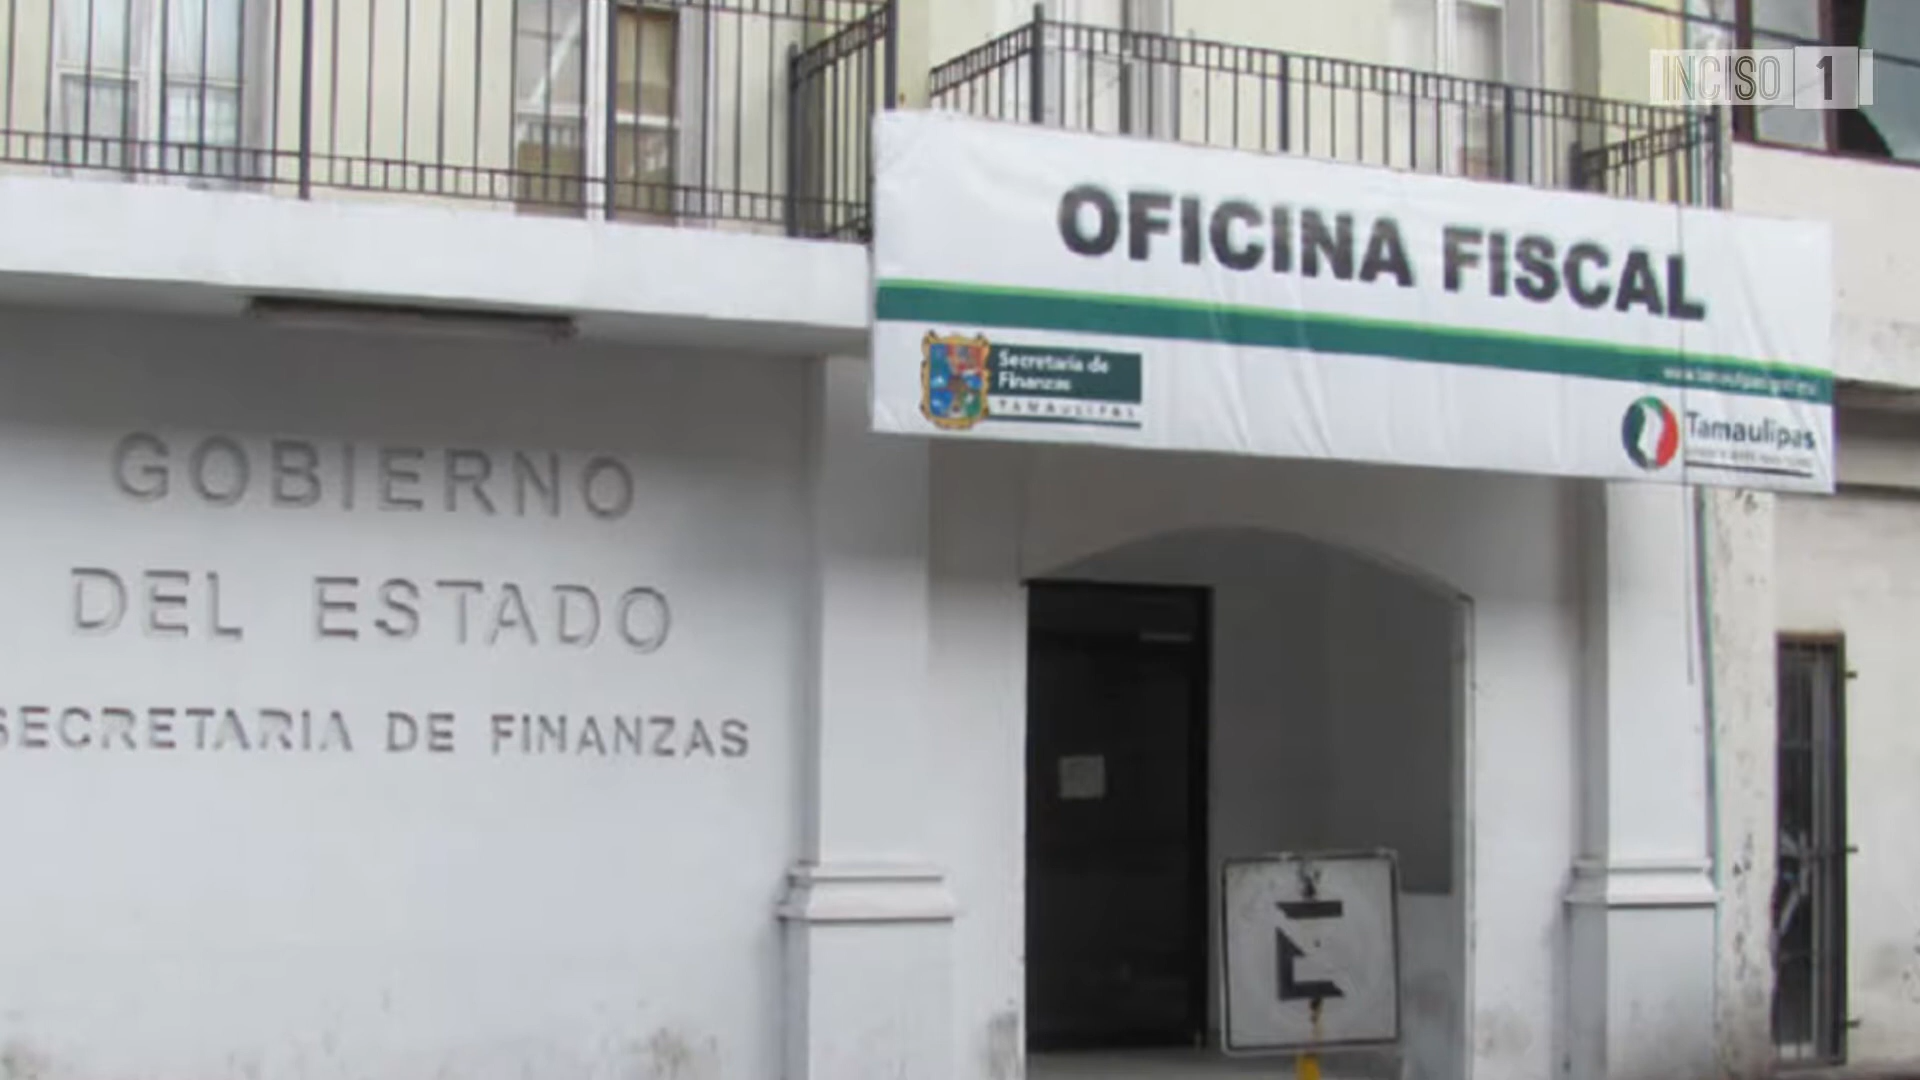 INCISO 1
OFICINA FISCAL
Secretaría de
Finanzas
TAMAULIPAS
Tamaulipas
GOBIERNO
DEL ESTADO
SECRETARIA DE FINANZAS
E